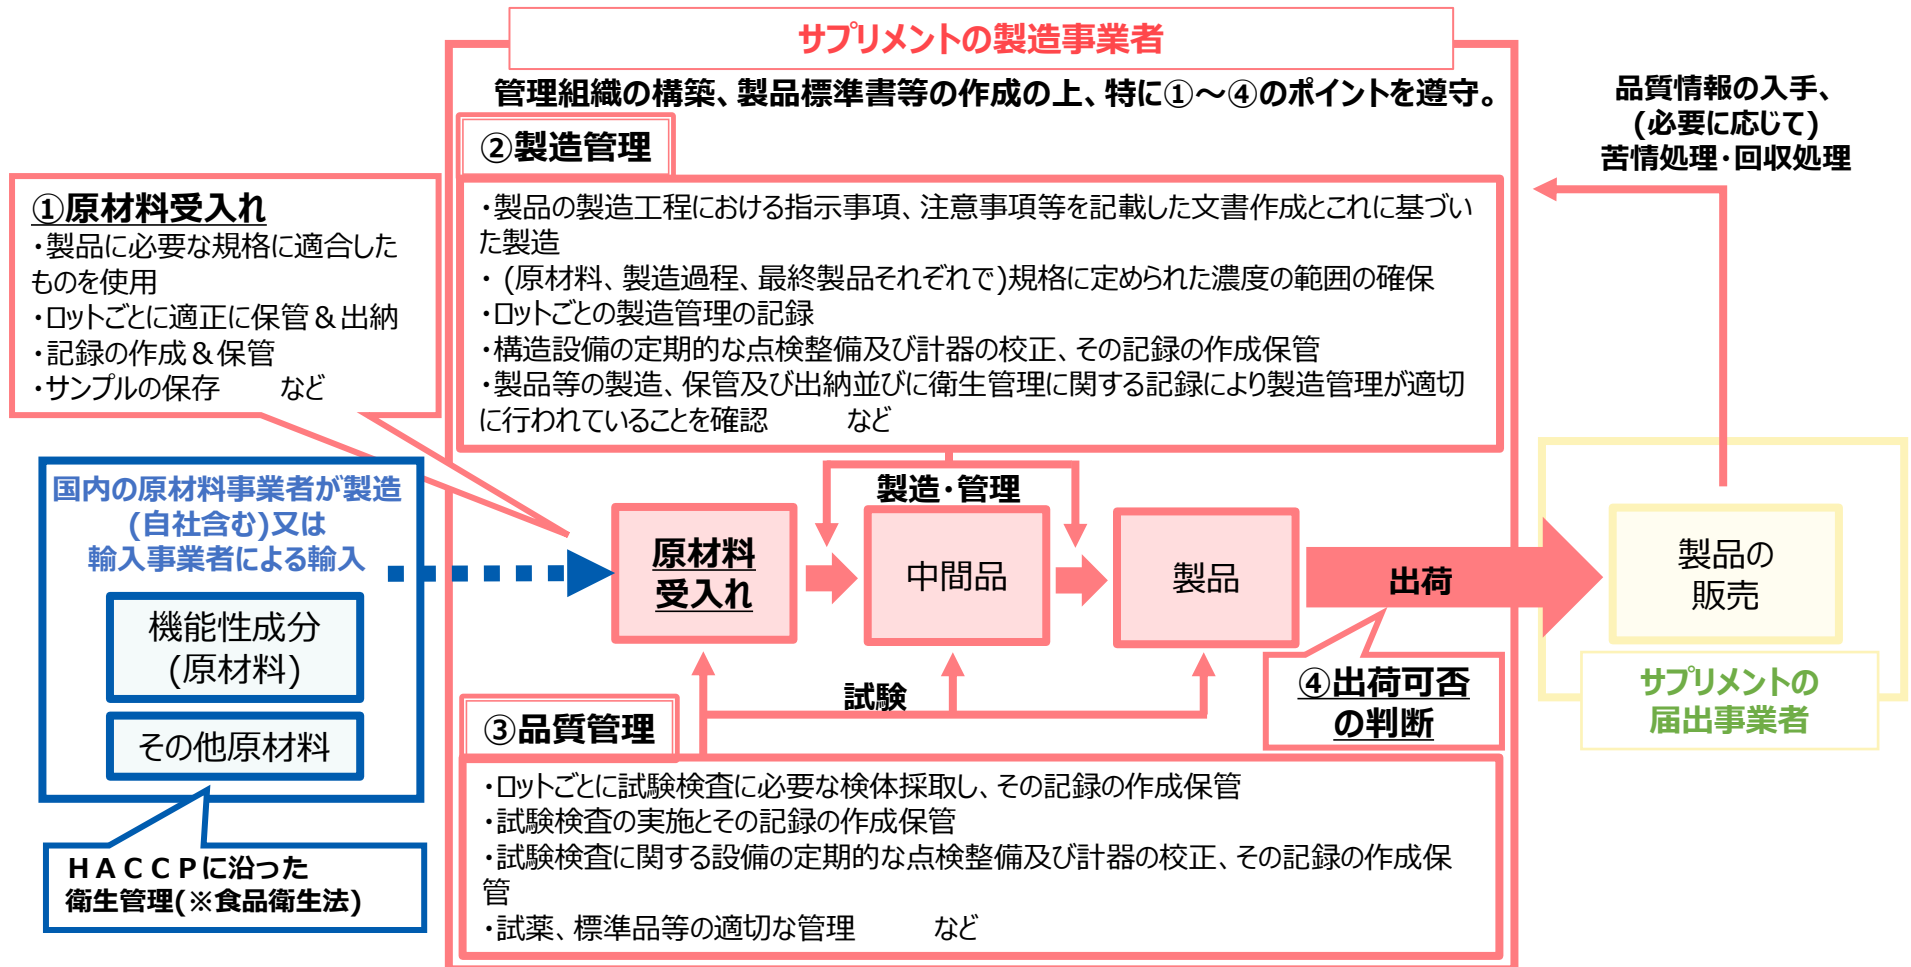 サプリメントの製造事業者
管理組織の構築、製品標準書等の作成の上、特に①～④のポイントを遵守。
品質情報の入手、
(必要に応じて)
苦情処理・回収処理
②製造管理
・製品の製造工程における指示事項、注意事項等を記載した文書作成とこれに基づい
た製造
・ (原材料、製造過程、最終製品それぞれで)規格に定められた濃度の範囲の確保
・ロットごとの製造管理の記録
・構造設備の定期的な点検整備及び計器の校正、その記録の作成保管
・製品等の製造、保管及び出納並びに衛生管理に関する記録により製造管理が適切
に行われていることを確認　　　など
①原材料受入れ
・製品に必要な規格に適合した
ものを使用
・ロットごとに適正に保管＆出納
・記録の作成＆保管
・サンプルの保存　　など
国内の原材料事業者が製造
(自社含む)又は
輸入事業者による輸入
機能性成分
(原材料)
その他原材料
ＨＡＣＣＰに沿った
衛生管理(※食品衛生法)
製造・管理
原材料
受入れ
中間品
製品
出荷
製品の
販売
サプリメントの
届出事業者
④出荷可否
の判断
試験
③品質管理
・ロットごとに試験検査に必要な検体採取し、その記録の作成保管
・試験検査の実施とその記録の作成保管
・試験検査に関する設備の定期的な点検整備及び計器の校正、その記録の作成保
管
・試薬、標準品等の適切な管理　　　など